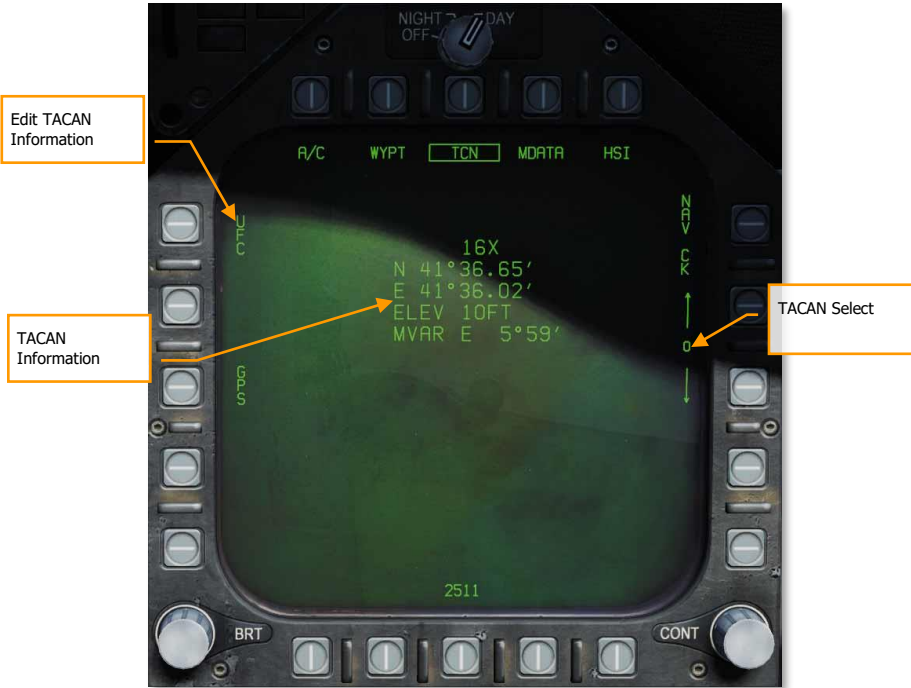 NIGHT DAY
OFF
Edit TACAN
Information
A/C WYPT TCN MDATA HSI
UFC
NAV CK
16X
N 41°36.65′
E 41°36.02′
ELEV 10FT
MVAR E 5°59′
TACAN Select
0
TACAN
Information
GPS
2511
BRT
CONT